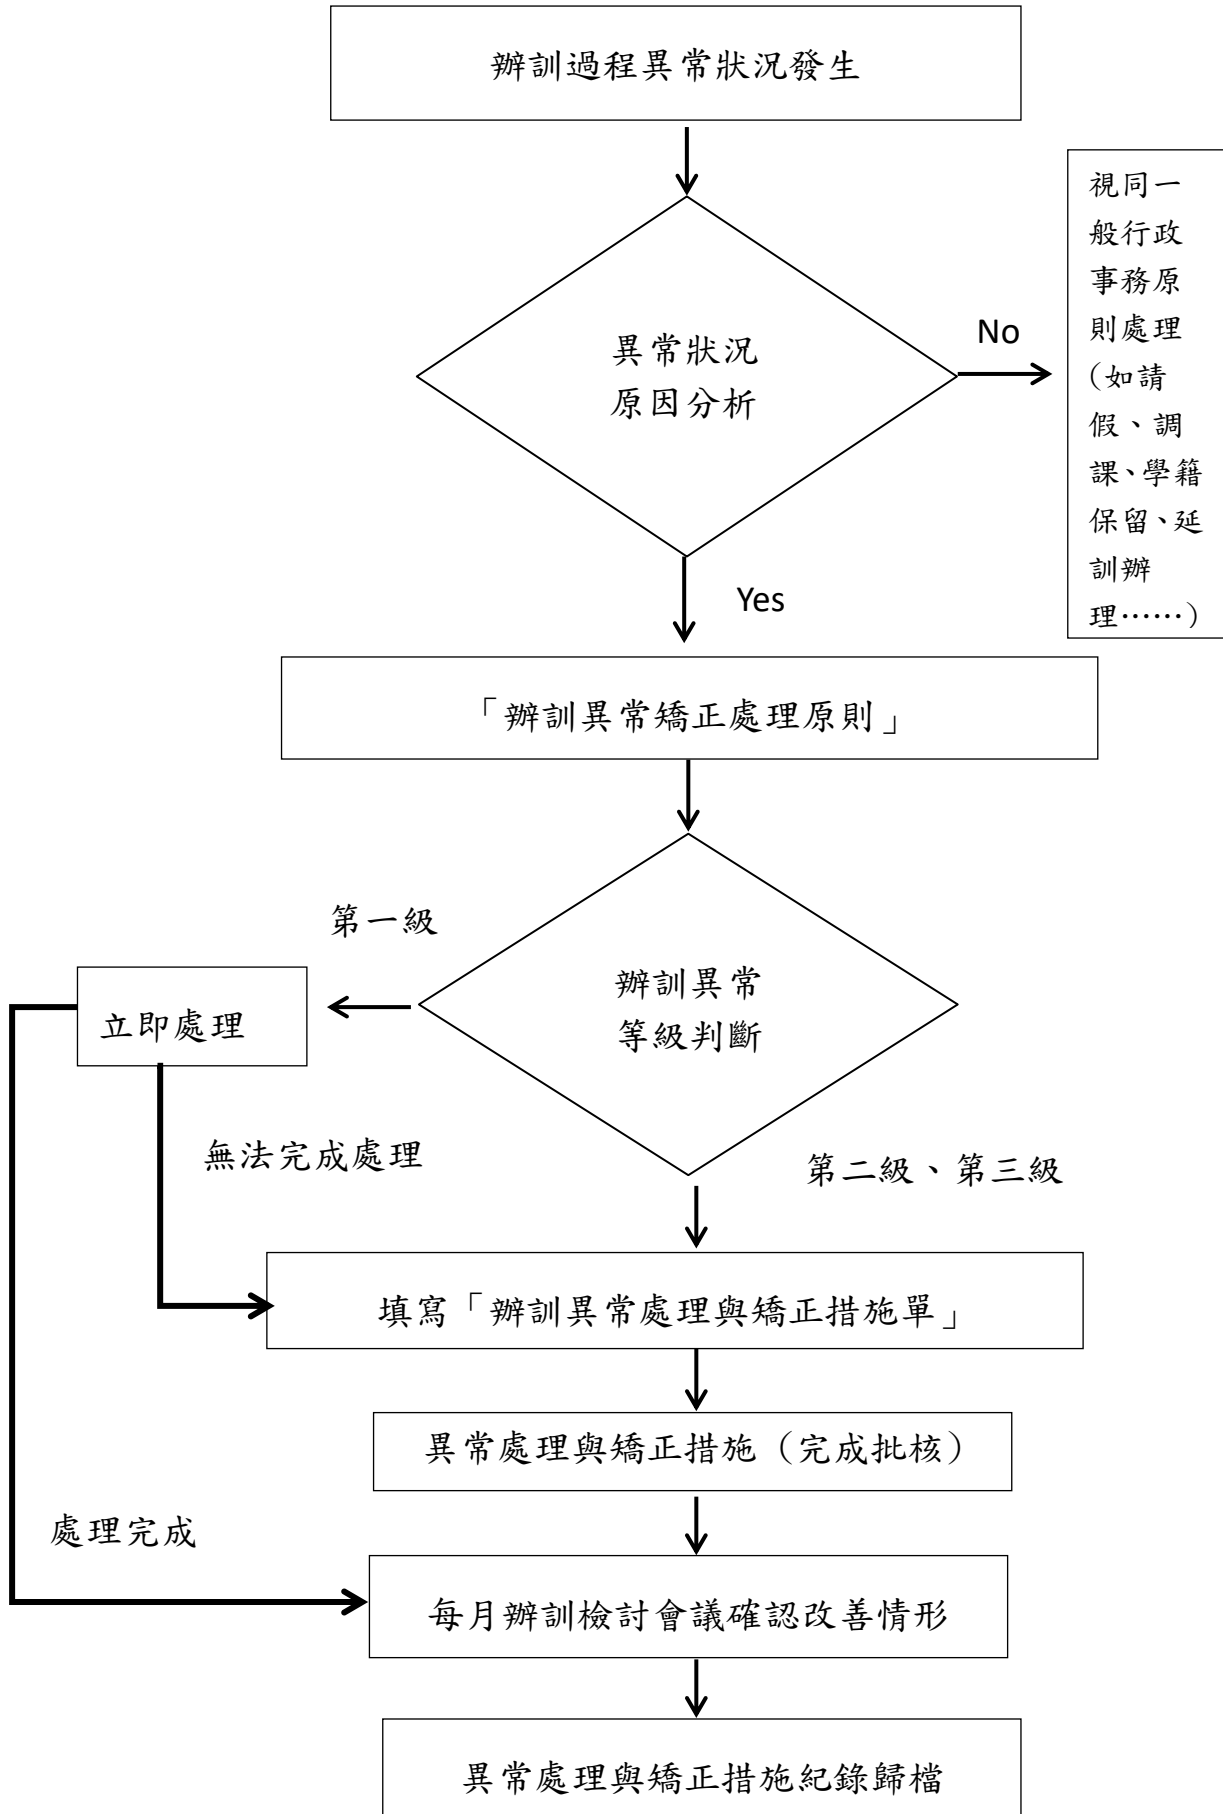 辦訓過程異常狀況發生
異常狀況
原因分析
No
視同一
般行政
事務原
則處理
（如請
假、調
課、學籍
保留、延
訓辦
理……）
Yes
「辦訓異常矯正處理原則」
第一級
辦訓異常
等級判斷
立即處理
無法完成處理
第二級、第三級
填寫「辦訓異常處理與矯正措施單」
異常處理與矯正措施（完成批核）
處理完成
每月辦訓檢討會議確認改善情形
異常處理與矯正措施紀錄歸檔